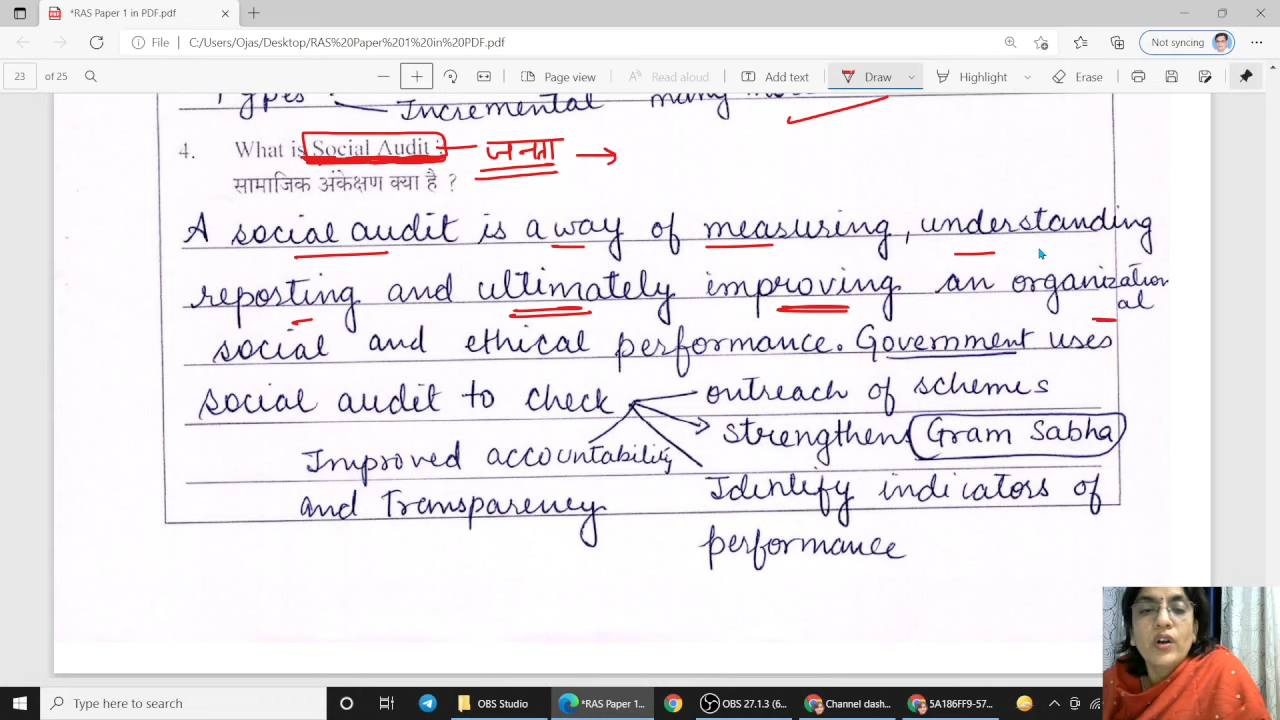 *RAS Paper 1 in PDF.pdf
File C:/Users/Ojas/Desktop/RAS%20Paper%201%20in%20PDF.pdf Not syncing
23 of 25 Page view Read aloud Add text Draw Highlight Erase
Types Incremental many
4. What is Social Audit : जनता
सामाजिक अंकेक्षण क्या है ?
A social audit is a way of measuring, understanding
reporting and ultimately improving an organizational
social and ethical performance. Government uses
social audit to check outreach of schemes
strengthens Gram Sabha
Improved accountability
Identify indicators of
and Transparency
performance
Type here to search OBS Studio *RAS Paper 1... OBS 27.1.3 (6... Channel dash... 5A186FF9-57...